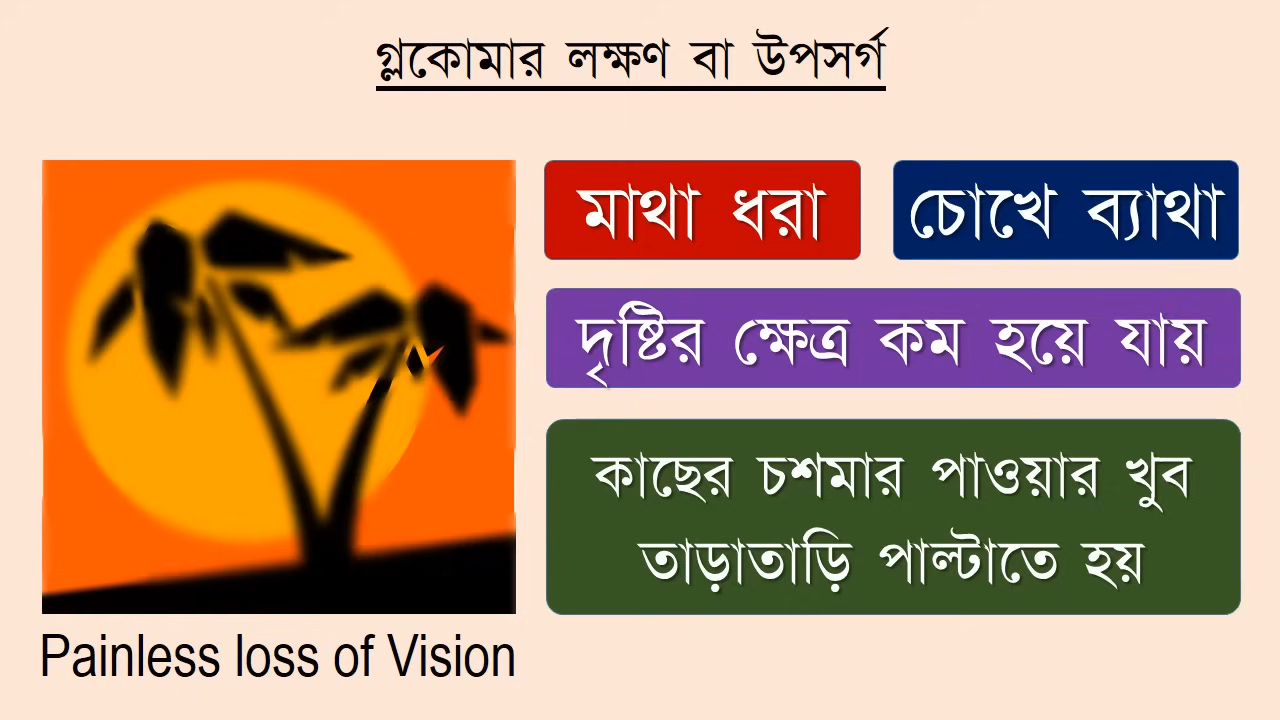 গ্লকোমার লক্ষণ বা উপসর্গ
মাথা ধরা
চোখে ব্যাথা
দৃষ্টির ক্ষেত্র কম হয়ে যায়
কাছের চশমার পাওয়ার খুব
তাড়াতাড়ি পাল্টাতে হয়
Painless loss of Vision